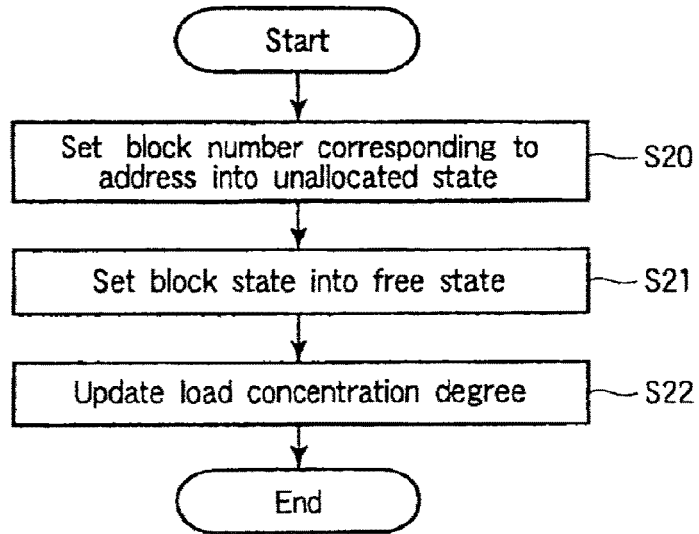 Start
Set block number corresponding to
address into unallocated state
S20
Set block state into free state
S21
Update load concentration degree
S22
End